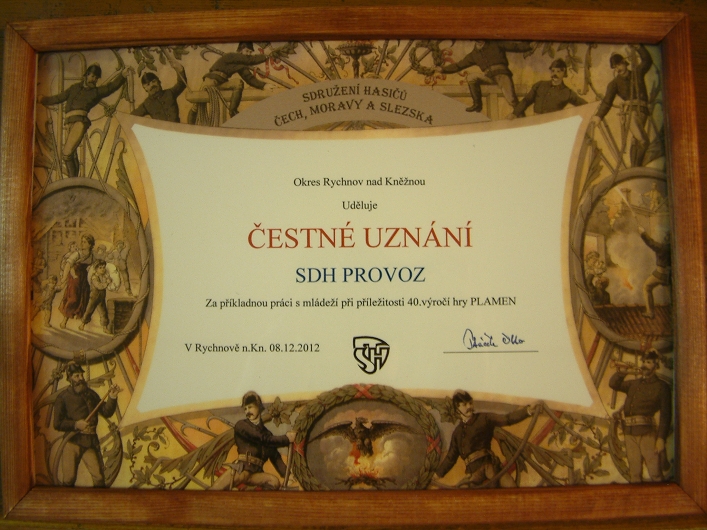 SDRUŽENÍ HASIČŮ
ČECH, MORAVY A SLEZSKA
Okres Rychnov nad Kněžnou
Uděluje
ČESTNÉ UZNÁNÍ
SDH PROVOZ
Za příkladnou práci s mládeží při příležitosti 40.výročí hry PLAMEN
V Rychnově n.Kn. 08.12.2012